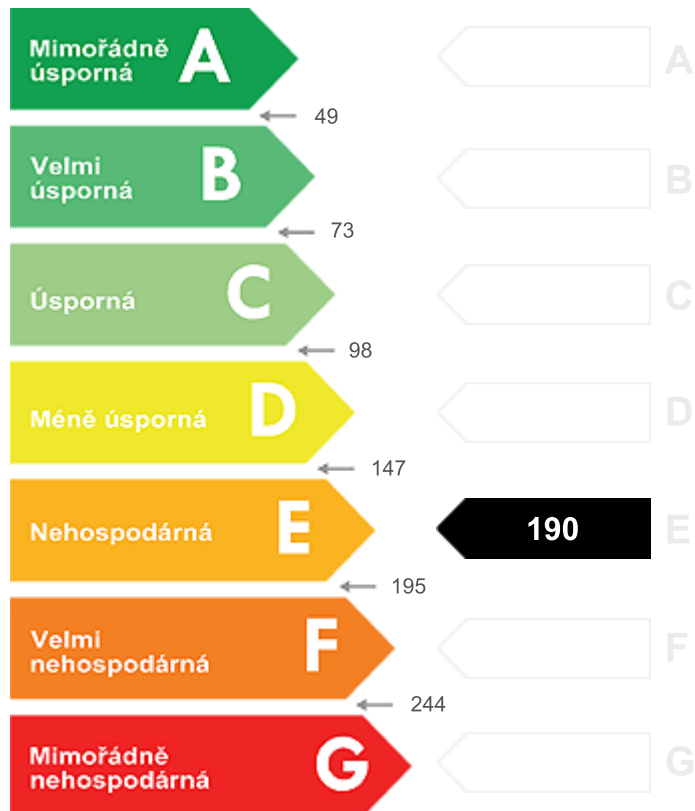 Mimořádně
úsporná
A
A
49
Velmi
úsporná
B
B
73
Úsporná
C
C
98
Méně úsporná
D
D
147
Nehospodárná
E
190
E
195
Velmi
nehospodárná
F
F
244
Mimořádně
nehospodárná
G
G